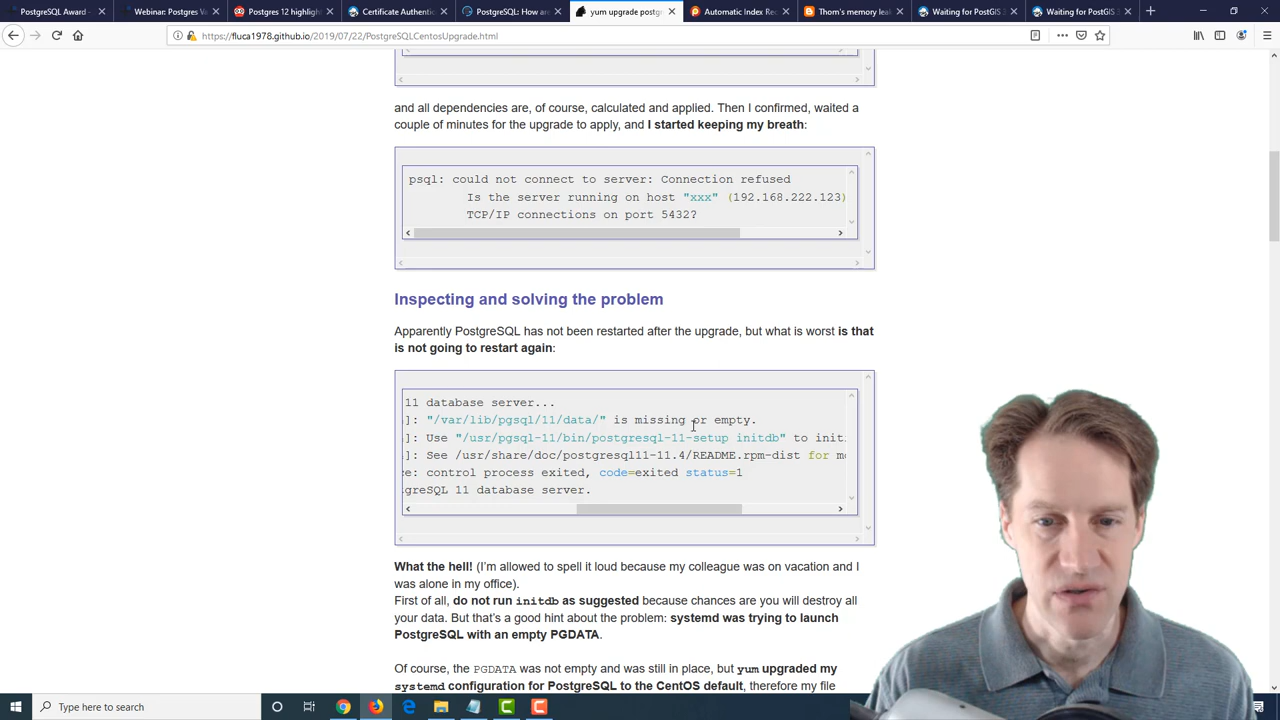 PostgreSQL Award -
Webinar: Postgres Va
Postgres 12 highligh
Certificate Authentic
PostgreSQL: How are
yum upgrade postg
Automatic Index Rec
Thom's memory leak
Waiting for PostGIS 3
Waiting for PostGIS 3
https://fluca1978.github.io/2019/07/22/PostgreSQLCentosUpgrade.html
and all dependencies are, of course, calculated and applied. Then I confirmed, waited a
couple of minutes for the upgrade to apply, and I started keeping my breath:
psql: could not connect to server: Connection refused
Is the server running on host "xxx" (192.168.222.123)
TCP/IP connections on port 5432?
Inspecting and solving the problem
Apparently PostgreSQL has not been restarted after the upgrade, but what is worst is that
is not going to restart again:
11 database server...
]: "/var/lib/pgsql/11/data/" is missing or empty.
]: Use "/usr/pgsql-11/bin/postgresql-11-setup initdb" to initi
]: See /usr/share/doc/postgresql11-11.4/README.rpm-dist for mo
ce: control process exited, code=exited status=1
tgreSQL 11 database server.
What the hell! (I'm allowed to spell it loud because my colleague was on vacation and I
was alone in my office).
First of all, do not run initdb as suggested because chances are you will destroy all
your data. But that's a good hint about the problem: systemd was trying to launch
PostgreSQL with an empty PGDATA.
Of course, the PGDATA was not empty and was still in place, but yum upgraded my
systemd configuration for PostgreSQL to the CentOS default, therefore my file
Type here to search